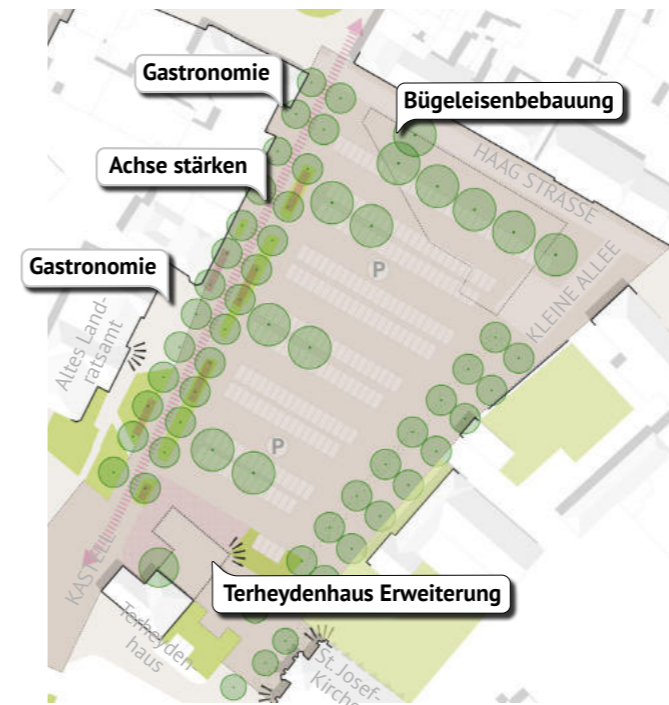 Gastronomie
Bügeleisenbebauung
HAAG STRASSE
Achse stärken
KLEINE ALLEE
Gastronomie
P
Altes Land-
ratsamt
P
KASTELL
Terheydenhaus Erweiterung
Terheyden
haus
St. Josef-
Kirche